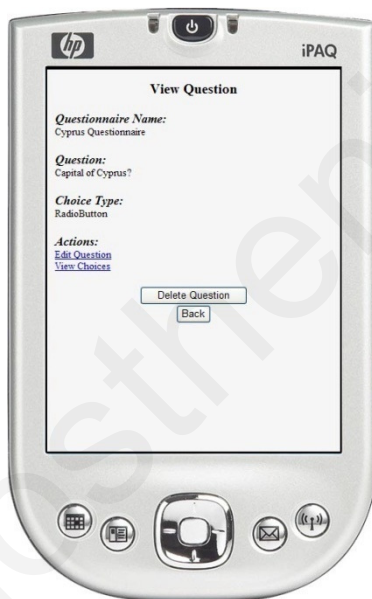 hp
iPAQ
View Question
Questionnaire Name:
Cyprus Questionnaire
Question:
Capital of Cyprus?
Choice Type:
RadioButton
Actions:
Edit Question
View Choices
Delete Question
Back